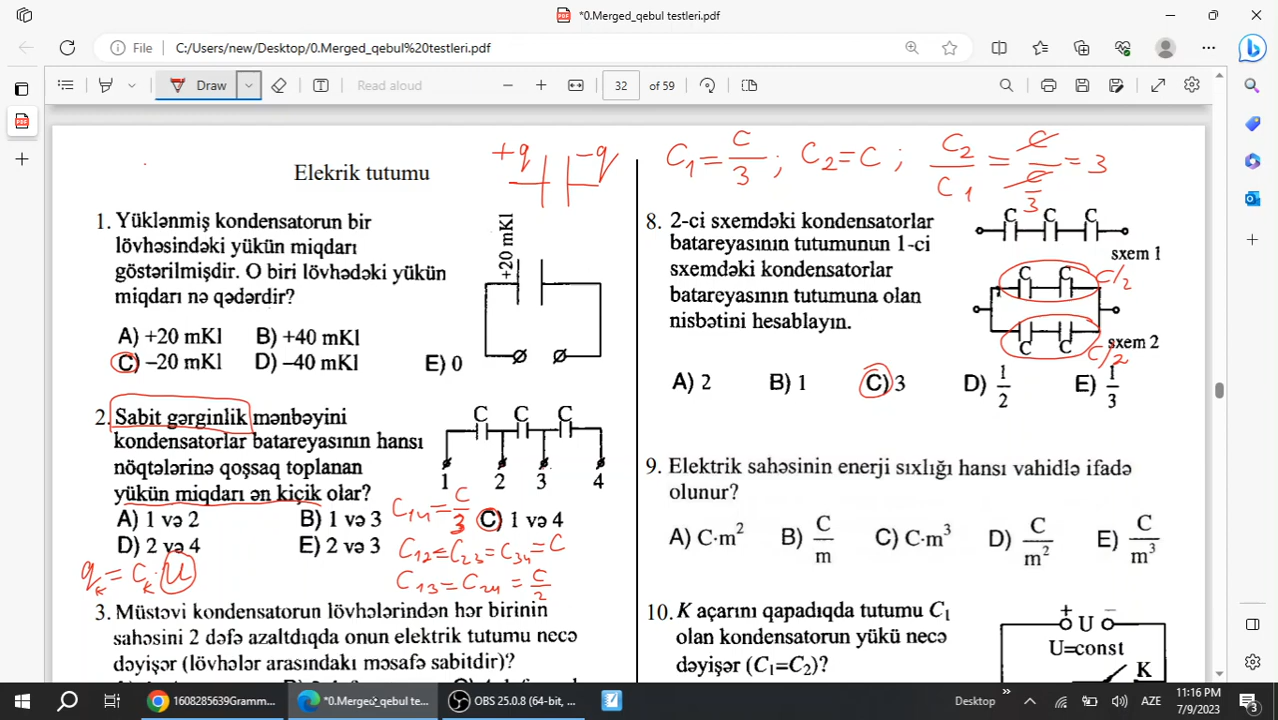 *0.Merged_qebul testleri.pdf
File
C:/Users/new/Desktop/0.Merged_qebul%20testleri.pdf
Draw
Read aloud
32
of 59
Elekrik tutumu
+q
−q
1. Yüklənmiş kondensatorun bir
lövhəsindəki yükün miqdarı
göstərilmişdir. O biri lövhədəki yükün
miqdarı nə qədərdir?
+20 mKl
A) +20 mKl B) +40 mKl
C) –20 mKl D) –40 mKl E) 0
2. Sabit gərginlik mənbəyini
kondensatorlar batareyasının hansı
nöqtələrinə qoşsaq toplanan
yükün miqdarı ən kiçik olar?
C C C
1 2 3 4
A) 1 və 2 B) 1 və 3 C) 1 və 4
D) 2 və 4 E) 2 və 3
C₁₄ = C/3
C₁₂ = C₂₃ = C₃₄ = C
C₁₃ = C₂₄ = C/2
qₖ = Cₖ · U
3. Müstəvi kondensatorun lövhələrindən hər birinin
sahəsini 2 dəfə azaltdıqda onun elektrik tutumu necə
dəyişər (lövhələr arasındakı məsafə sabitdir)?
C₁ = C/3 ; C₂ = C ; C₂/C₁ = C/(C/3) = 3
8. 2-ci sxemdəki kondensatorlar
batareyasının tutumunun 1-ci
sxemdəki kondensatorlar
batareyasının tutumuna olan
nisbətini hesablayın.
C C C
sxem 1
C C
C/2
C C
C/2
sxem 2
A) 2 B) 1 C) 3 D) 1/2 E) 1/3
9. Elektrik sahəsinin enerji sıxlığı hansı vahidlə ifadə
olunur?
A) C·m² B) C/m C) C·m³ D) C/m² E) C/m³
10. K açarını qapadıqda tutumu C₁
olan kondensatorun yükü necə
dəyişər (C₁=C₂)?
+ U −
U=const
K
1608285639Gramm...
*0.Merged_qebul te...
OBS 25.0.8 (64-bit, ...
Desktop
AZE
11:16 PM
7/9/2023
3